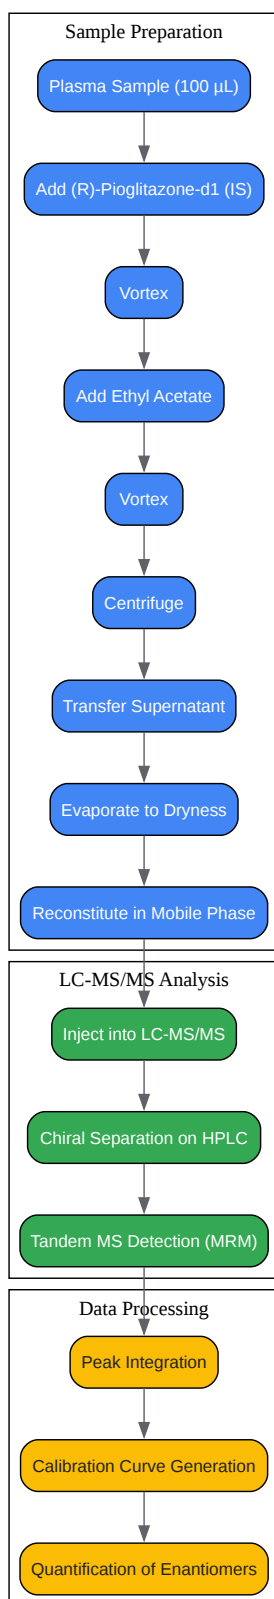 Sample Preparation
Plasma Sample (100 µL)
Add (R)-Pioglitazone-d1 (IS)
Vortex
Add Ethyl Acetate
Vortex
Centrifuge
Transfer Supernatant
Evaporate to Dryness
Reconstitute in Mobile Phase
LC-MS/MS Analysis
Inject into LC-MS/MS
Chiral Separation on HPLC
Tandem MS Detection (MRM)
Data Processing
Peak Integration
Calibration Curve Generation
Quantification of Enantiomers